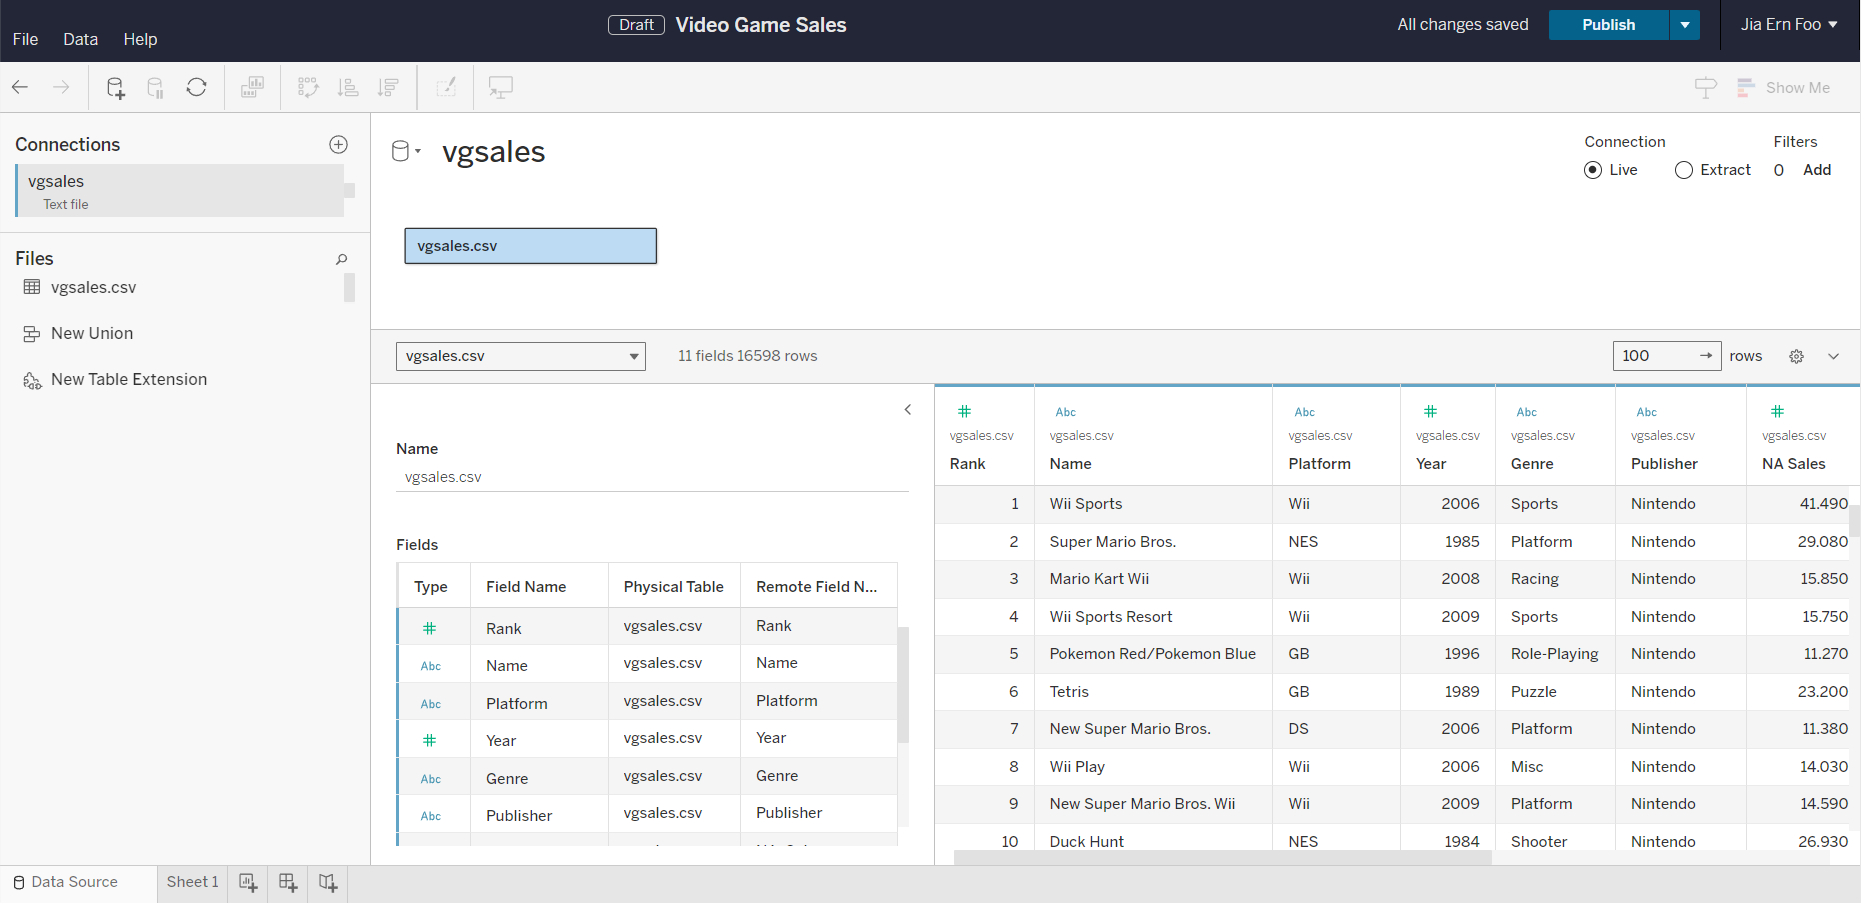 Draft Video Game Sales
All changes saved
Publish
Jia Ern Foo
File Data Help
Show Me
Connections
vgsales
Text file
Files
vgsales.csv
New Union
New Table Extension
vgsales
Connection
Live
Extract
Filters
0 Add
vgsales.csv
vgsales.csv
11 fields 16598 rows
100
rows
Name
vgsales.csv
Fields
Type Field Name Physical Table Remote Field N...
# Rank vgsales.csv Rank
Abc Name vgsales.csv Name
Abc Platform vgsales.csv Platform
# Year vgsales.csv Year
Abc Genre vgsales.csv Genre
Abc Publisher vgsales.csv Publisher
# Abc Abc # Abc Abc #
vgsales.csv vgsales.csv vgsales.csv vgsales.csv vgsales.csv vgsales.csv vgsales.csv
Rank Name Platform Year Genre Publisher NA Sales
1 Wii Sports Wii 2006 Sports Nintendo 41.490
2 Super Mario Bros. NES 1985 Platform Nintendo 29.080
3 Mario Kart Wii Wii 2008 Racing Nintendo 15.850
4 Wii Sports Resort Wii 2009 Sports Nintendo 15.750
5 Pokemon Red/Pokemon Blue GB 1996 Role-Playing Nintendo 11.270
6 Tetris GB 1989 Puzzle Nintendo 23.200
7 New Super Mario Bros. DS 2006 Platform Nintendo 11.380
8 Wii Play Wii 2006 Misc Nintendo 14.030
9 New Super Mario Bros. Wii Wii 2009 Platform Nintendo 14.590
10 Duck Hunt NES 1984 Shooter Nintendo 26.930
Data Source
Sheet 1